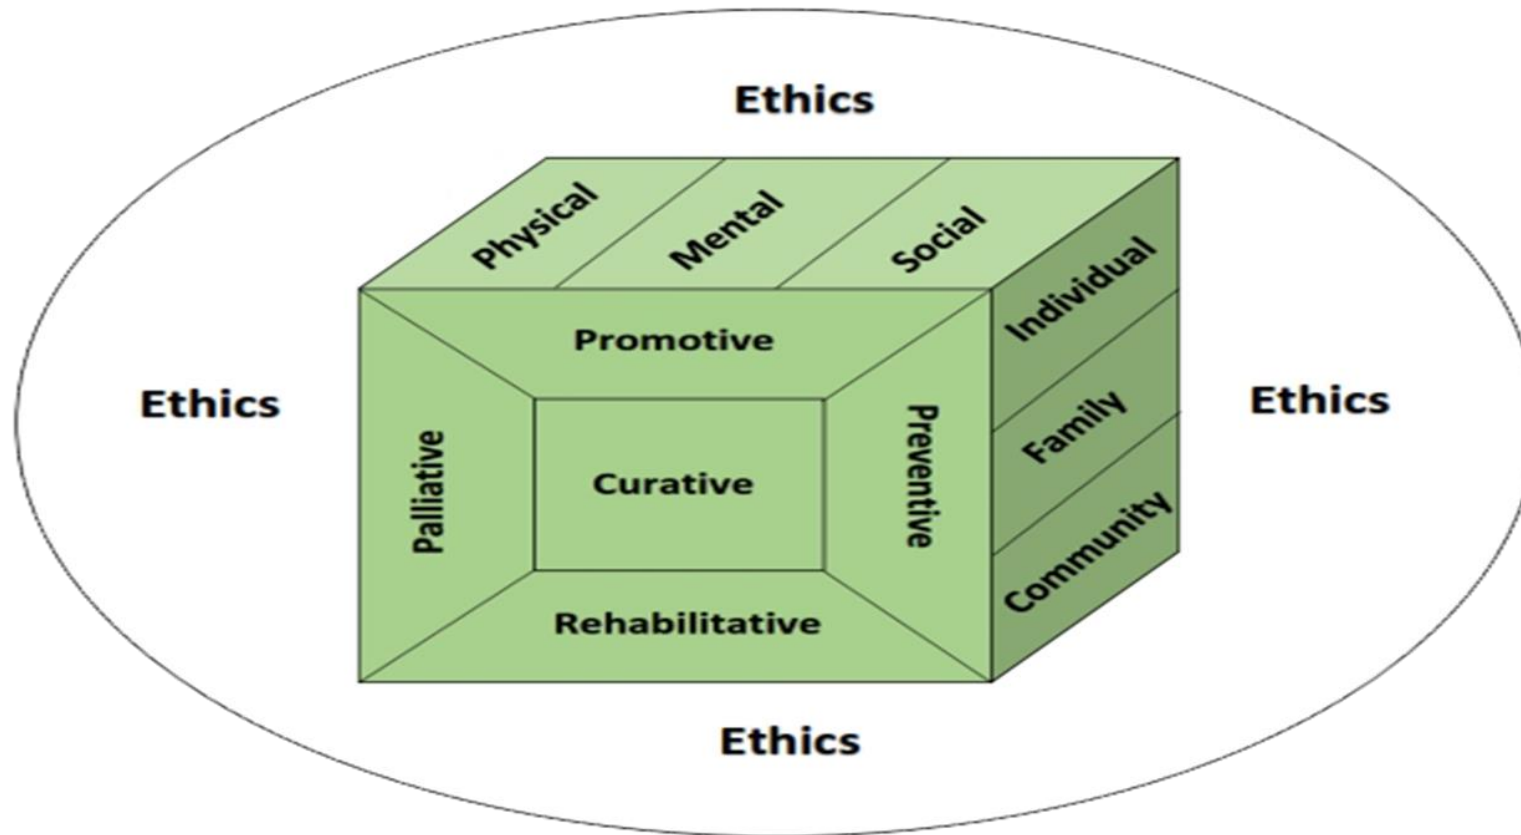 Ethics
Physical
Mental
Social
Individual
Promotive
Ethics
Palliative
Curative
Preventive
Family
Ethics
Rehabilitative
Community
Ethics